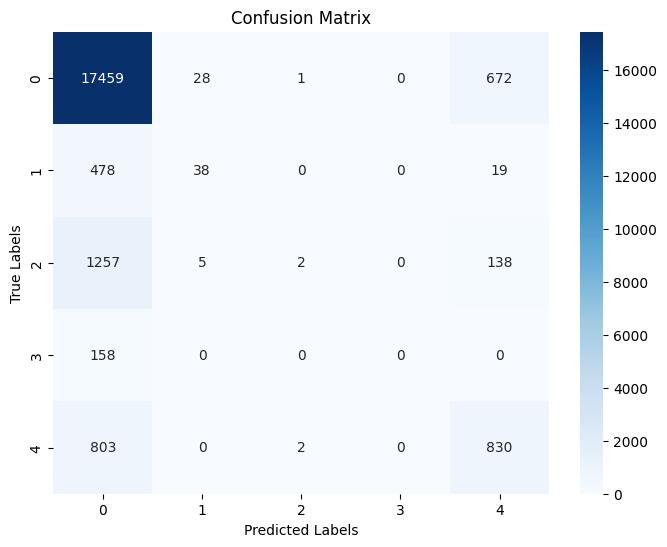 Confusion Matrix
0 17459 28 1 0 672
1 478 38 0 0 19
2 1257 5 2 0 138
3 158 0 0 0 0
4 803 0 2 0 830
0 1 2 3 4
Predicted Labels
True Labels
16000
14000
12000
10000
8000
6000
4000
2000
0